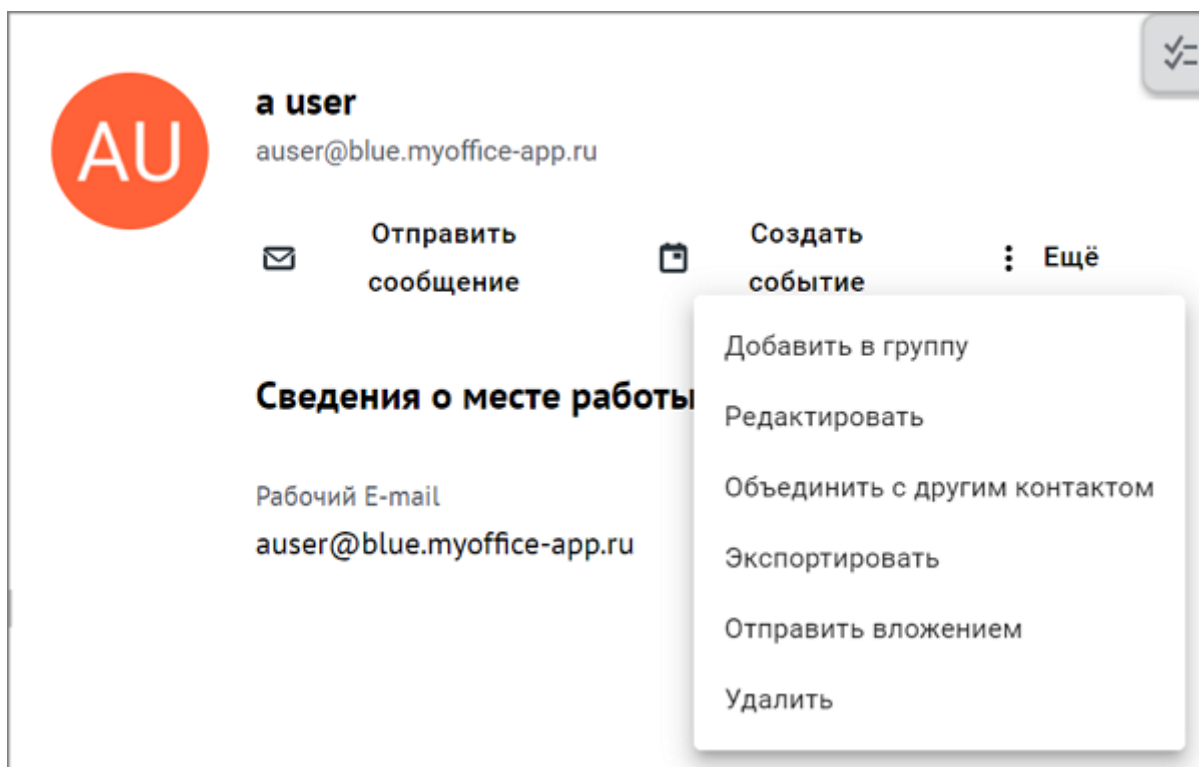 AU
a user
auser@blue.myoffice-app.ru
Отправить
сообщение
Создать
событие
Ещё
Добавить в группу
Сведения о месте работы
Редактировать
Объединить с другим контактом
Рабочий E-mail
auser@blue.myoffice-app.ru
Экспортировать
Отправить вложением
Удалить